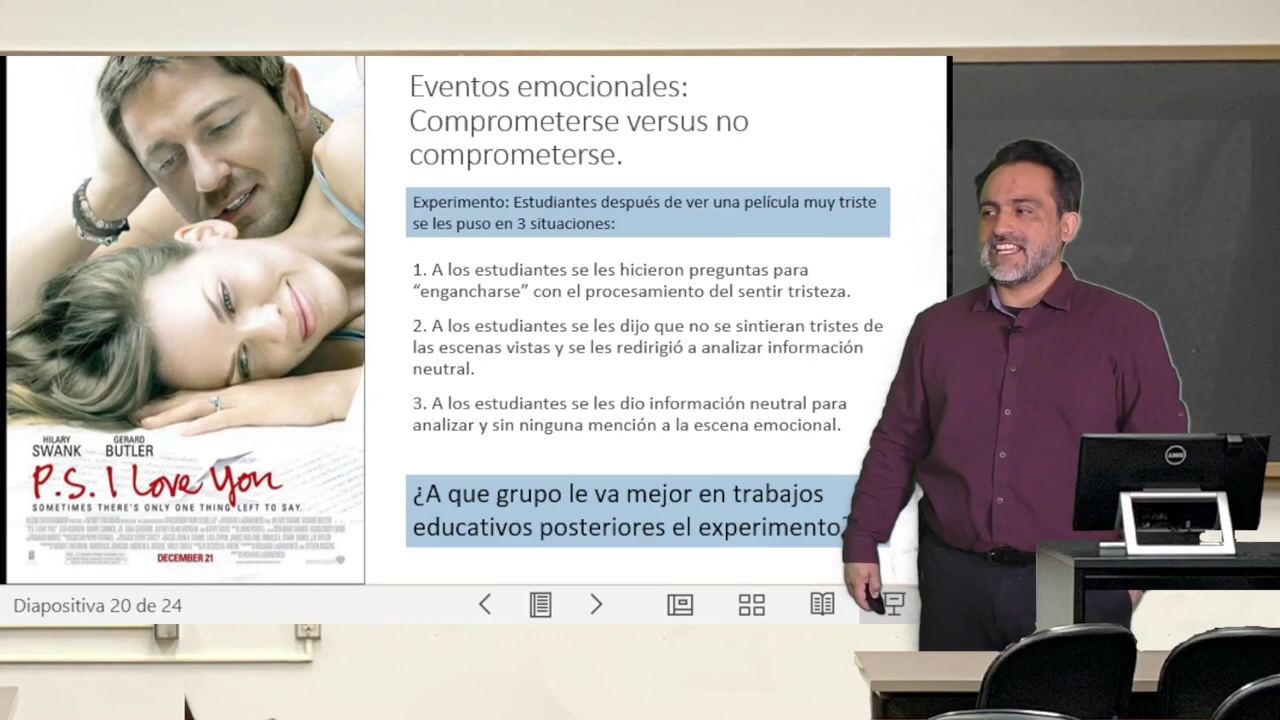 HILARY SWANK
GERARD BUTLER
P.S. I Love You
SOMETIMES THERE'S ONLY ONE THING LEFT TO SAY.
DECEMBER 21
Eventos emocionales:
Comprometerse versus no
comprometerse.
Experimento: Estudiantes después de ver una película muy triste
se les puso en 3 situaciones:
1. A los estudiantes se les hicieron preguntas para
“engancharse” con el procesamiento del sentir tristeza.
2. A los estudiantes se les dijo que no se sintieran tristes de
las escenas vistas y se les redirigió a analizar información
neutral.
3. A los estudiantes se les dio información neutral para
analizar y sin ninguna mención a la escena emocional.
¿A que grupo le va mejor en trabajos
educativos posteriores el experimento?
Diapositiva 20 de 24
DELL